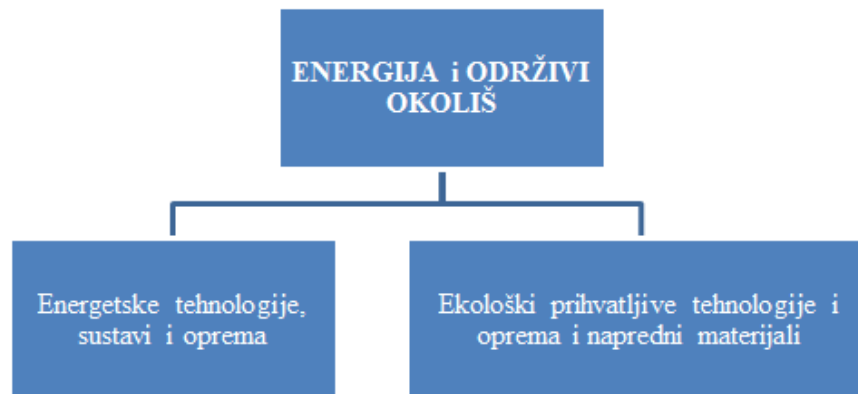 ENERGIJA i ODRŽIVI
OKOLIŠ
Energetske tehnologije,
sustavi i oprema
Ekološki prihvatljive tehnologije i
oprema i napredni materijali